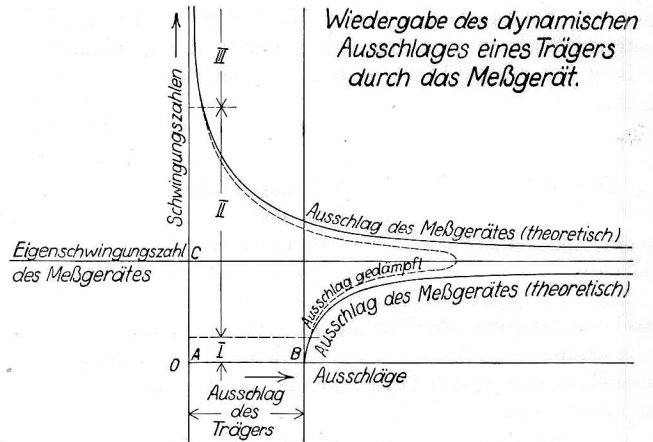 Wiedergabe des dynamischen
Ausschlages eines Trägers
durch das Meßgerät.
Schwingungszahlen
III
II
Ausschlag des Meßgerätes (theoretisch)
Eigenschwingungszahl
des Meßgerätes
C
Ausschlag gedämpft
Ausschlag des Meßgerätes (theoretisch)
I
O
A
B
Ausschläge
Ausschlag
des
Trägers